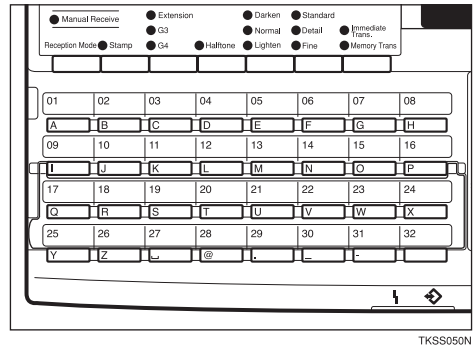 Manual Receive
Extension
G3
Darken
Normal
Standard
Detail
Immediate Trans.
Reception Mode
Stamp
G4
Halftone
Lighten
Fine
Memory Trans
01 02 03 04 05 06 07 08
A B C D E F G H
09 10 11 12 13 14 15 16
I J K L M N O P
17 18 19 20 21 22 23 24
Q R S T U V W X
25 26 27 28 29 30 31 32
Y Z ⎵ @ . _ -
TKSS050N